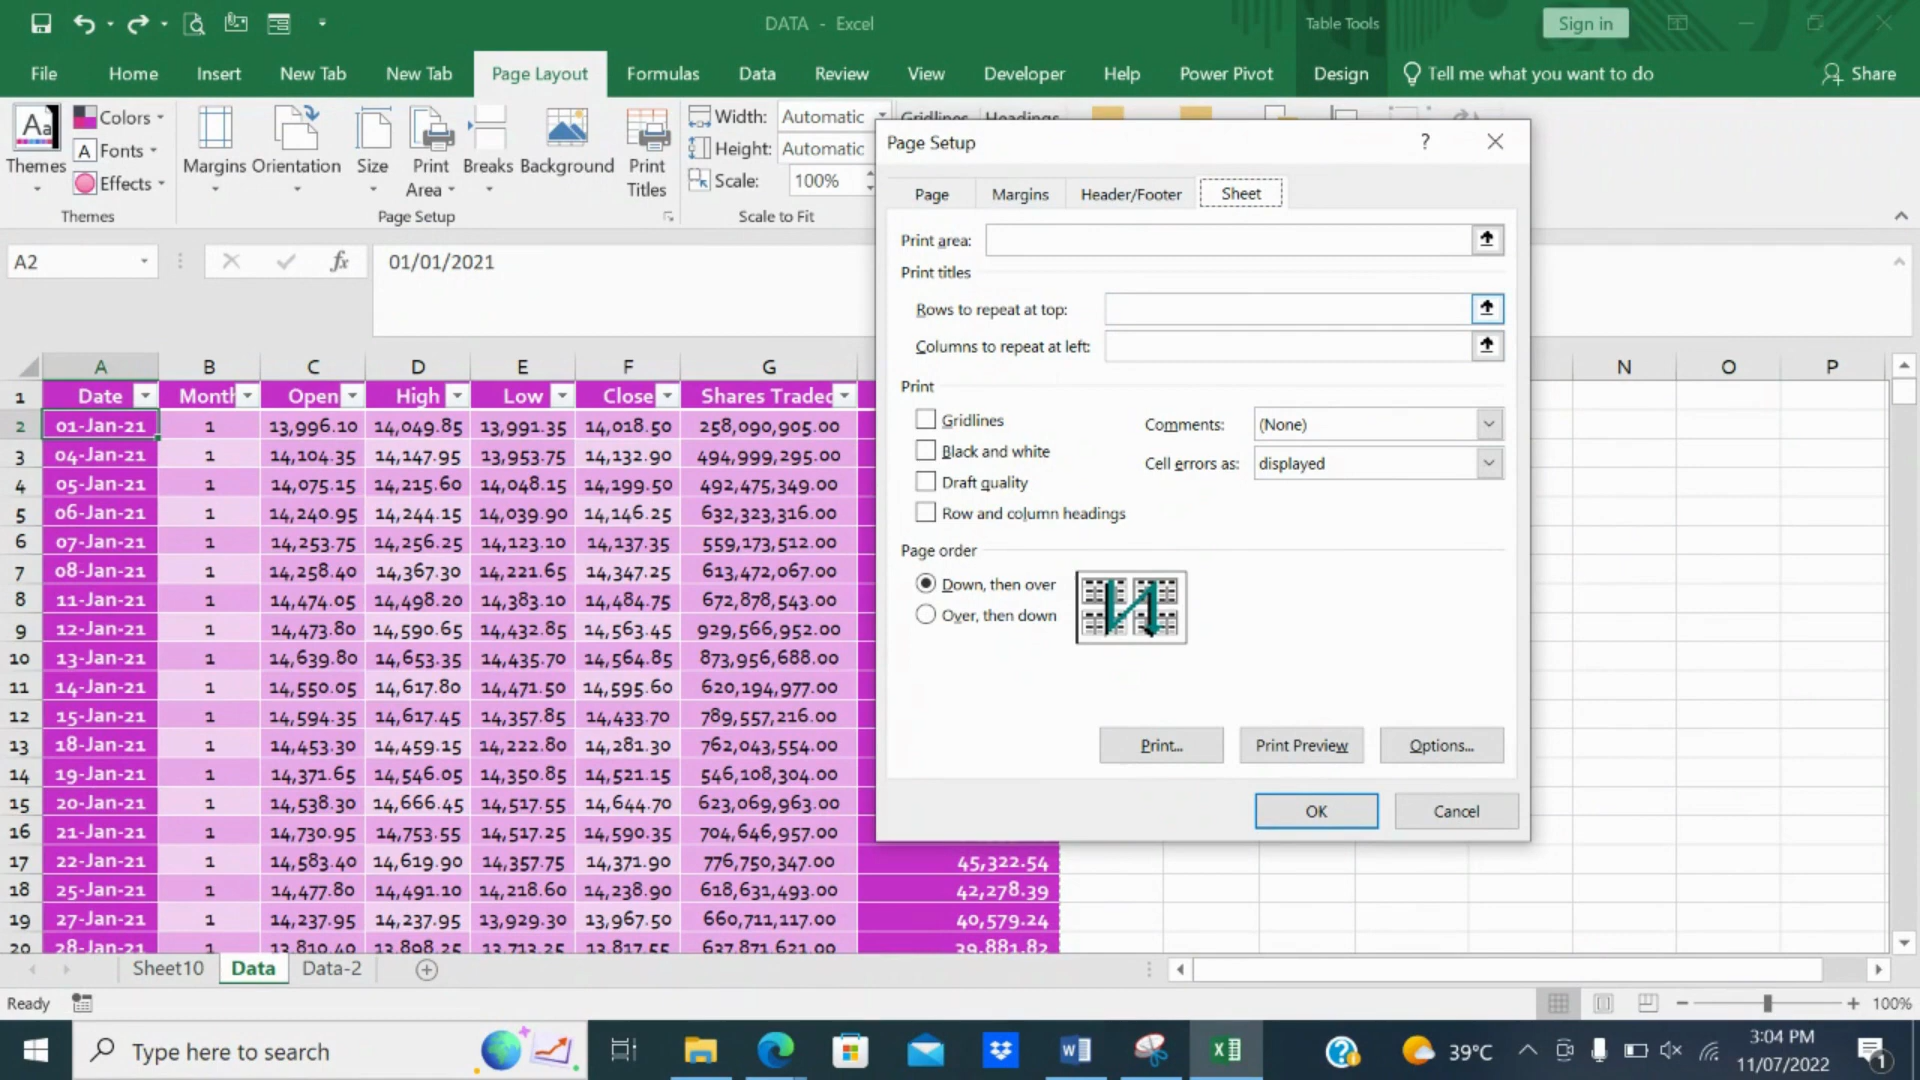 DATA - Excel
Table Tools
Sign in
File Home Insert New Tab New Tab Page Layout Formulas Data Review View Developer Help Power Pivot Design Tell me what you want to do Share
Aa
Themes
Colors
Fonts
Effects
Themes
Margins
Orientation
Size
Print
Area
Breaks
Background
Print
Titles
Page Setup
Width: Automatic
Height: Automatic
Scale: 100%
Scale to Fit
Gridlines Headings
A2
fx
01/01/2021
Page Setup
?
Page Margins Header/Footer Sheet
Print area:
Print titles
Rows to repeat at top:
Columns to repeat at left:
Print
Gridlines
Black and white
Draft quality
Row and column headings
Comments: (None)
Cell errors as: displayed
Page order
Down, then over
Over, then down
Print...
Print Preview
Options...
OK
Cancel
A B C D E F G N O P
1 Date Month Open High Low Close Shares Traded
2 01-Jan-21 1 13,996.10 14,049.85 13,991.35 14,018.50 258,090,905.00
3 04-Jan-21 1 14,104.35 14,147.95 13,953.75 14,132.90 494,999,295.00
4 05-Jan-21 1 14,075.15 14,215.60 14,048.15 14,199.50 492,475,349.00
5 06-Jan-21 1 14,240.95 14,244.15 14,039.90 14,146.25 632,323,316.00
6 07-Jan-21 1 14,253.75 14,256.25 14,123.10 14,137.35 559,173,512.00
7 08-Jan-21 1 14,258.40 14,367.30 14,221.65 14,347.25 613,472,067.00
8 11-Jan-21 1 14,474.05 14,498.20 14,383.10 14,484.75 672,878,543.00
9 12-Jan-21 1 14,473.80 14,590.65 14,432.85 14,563.45 929,566,952.00
10 13-Jan-21 1 14,639.80 14,653.35 14,435.70 14,564.85 873,956,688.00
11 14-Jan-21 1 14,550.05 14,617.80 14,471.50 14,595.60 620,194,977.00
12 15-Jan-21 1 14,594.35 14,617.45 14,357.85 14,433.70 789,557,216.00
13 18-Jan-21 1 14,453.30 14,459.15 14,222.80 14,281.30 762,043,554.00
14 19-Jan-21 1 14,371.65 14,546.05 14,350.85 14,521.15 546,108,304.00
15 20-Jan-21 1 14,538.30 14,666.45 14,517.55 14,644.70 623,069,963.00
16 21-Jan-21 1 14,730.95 14,753.55 14,517.25 14,590.35 704,646,957.00
17 22-Jan-21 1 14,583.40 14,619.90 14,357.75 14,371.90 776,750,347.00 45,322.54
18 25-Jan-21 1 14,477.80 14,491.10 14,218.60 14,238.90 618,631,493.00 42,278.39
19 27-Jan-21 1 14,237.95 14,237.95 13,929.30 13,967.50 660,711,117.00 40,579.24
20 28-Jan-21 1 13,810.40 13,898.25 13,713.25 13,817.55 637,871,621.00 39,881.82
Sheet10 Data Data-2
Ready
100%
Type here to search
39°C
3:04 PM
11/07/2022
1